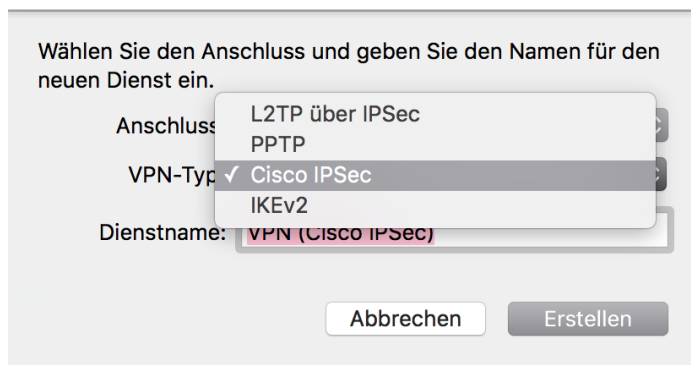 Wählen Sie den Anschluss und geben Sie den Namen für den
neuen Dienst ein.
Anschluss
L2TP über IPSec
PPTP
VPN-Typ ✓ Cisco IPSec
IKEv2
Dienstname: VPN (Cisco IPSec)
Abbrechen Erstellen